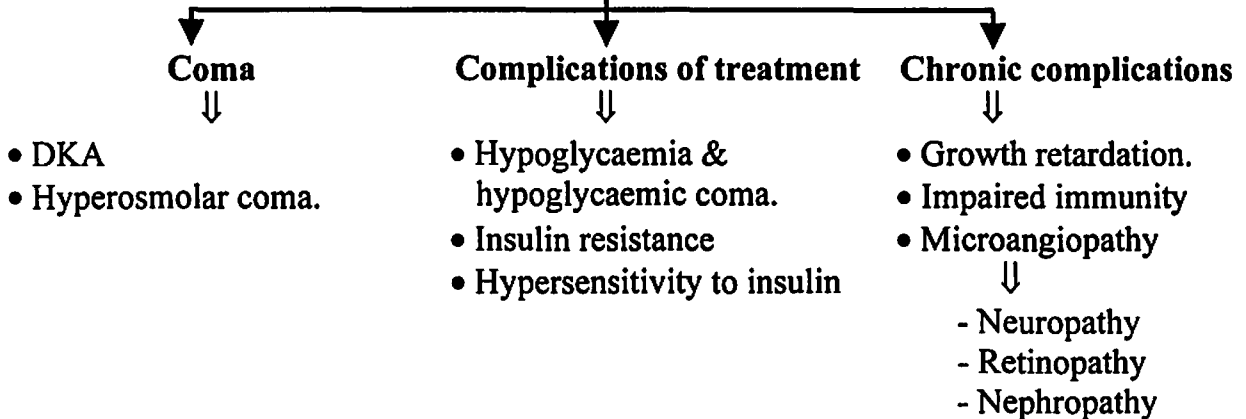 Coma
⇓
• DKA
• Hyperosmolar coma.
Complications of treatment
⇓
• Hypoglycaemia &
hypoglycaemic coma.
• Insulin resistance
• Hypersensitivity to insulin
Chronic complications
⇓
• Growth retardation.
• Impaired immunity
• Microangiopathy
⇓
- Neuropathy
- Retinopathy
- Nephropathy